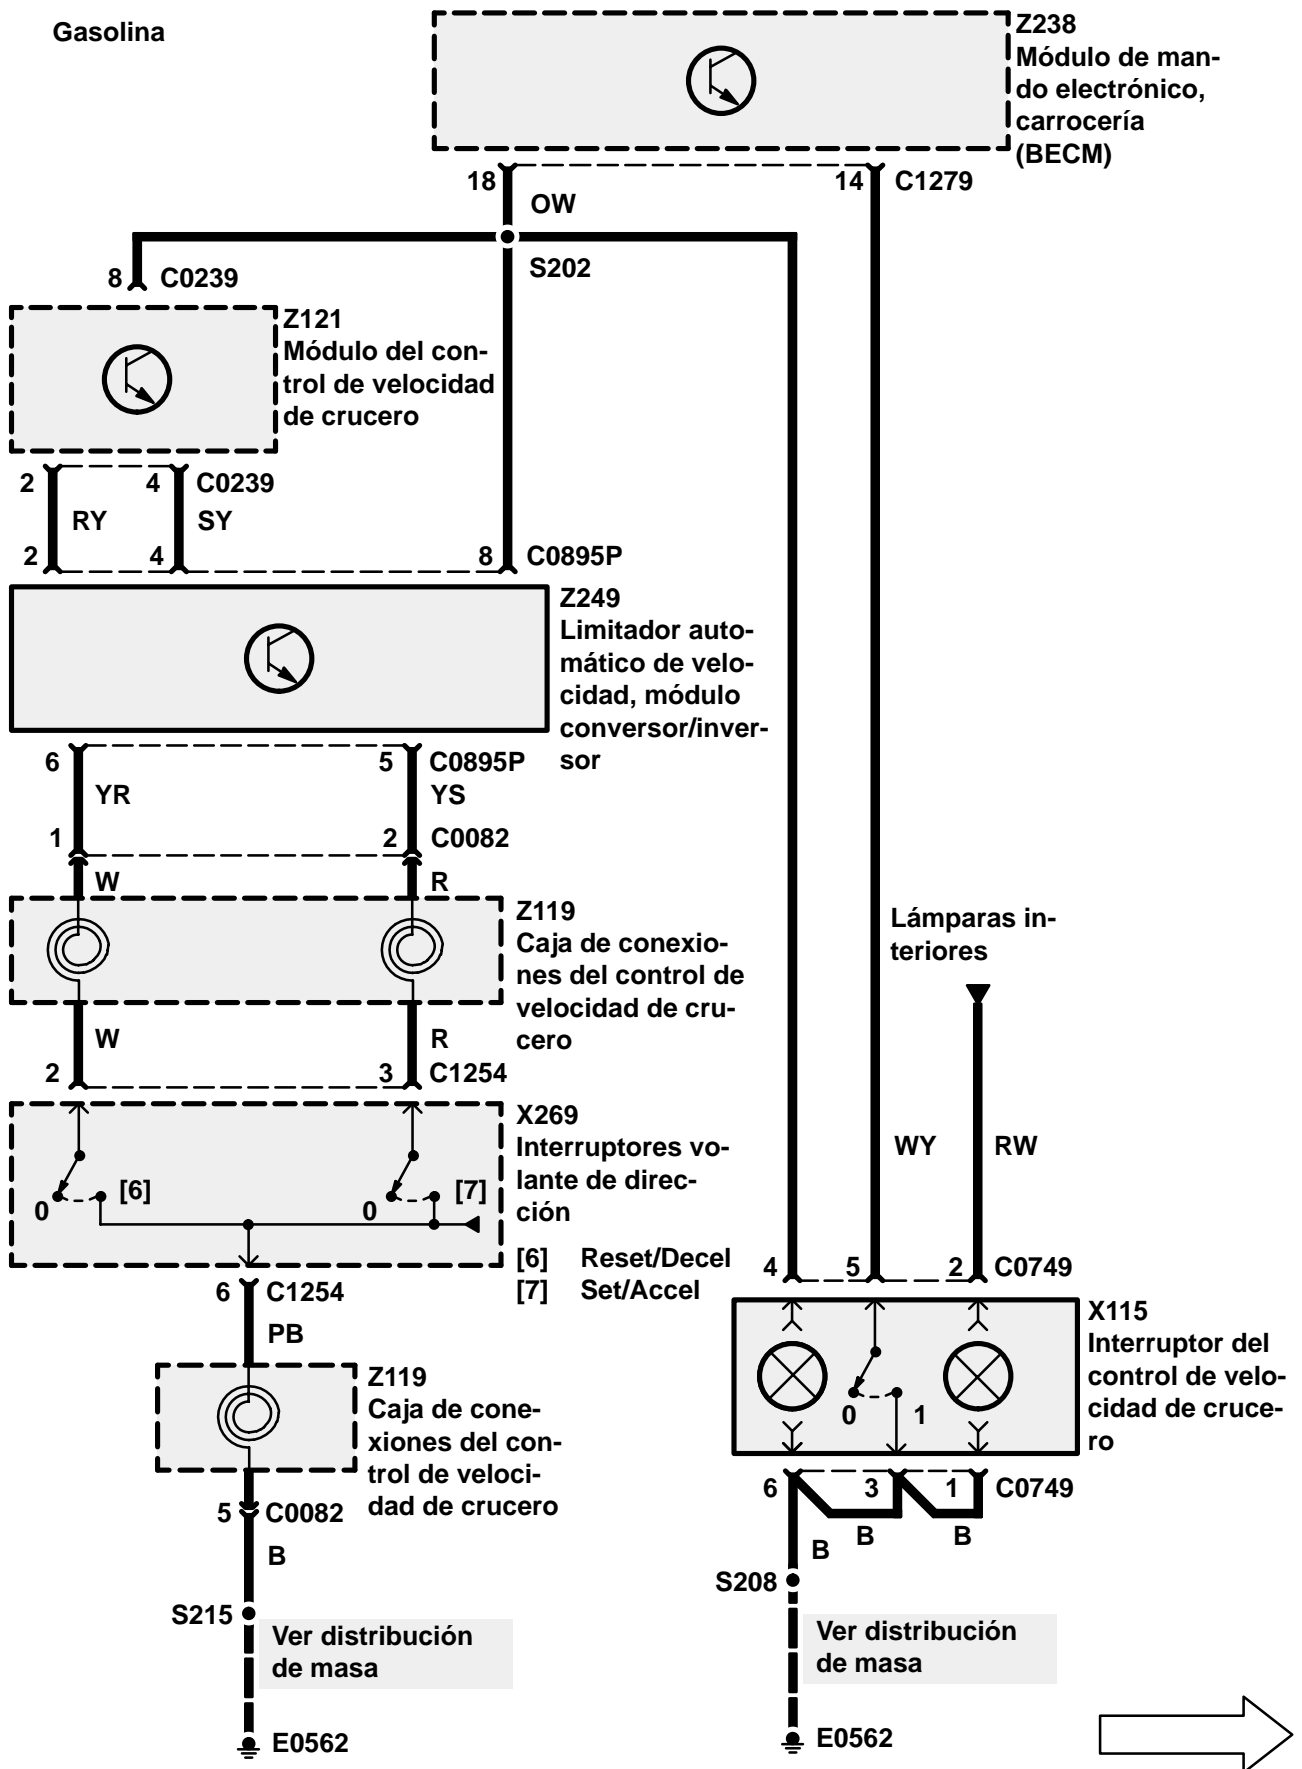 Gasolina
Z238
Módulo de man-
do electrónico,
carrocería
(BECM)
18
14
C1279
OW
S202
8
C0239
Z121
Módulo del con-
trol de velocidad
de crucero
2
4
C0239
RY
SY
2
4
8
C0895P
Z249
Limitador auto-
mático de velo-
cidad, módulo
conversor/inver-
sor
6
5
C0895P
YR
YS
1
2
C0082
W
R
Z119
Caja de conexio-
nes del control de
velocidad de cru-
cero
Lámparas in-
teriores
W
R
2
3
C1254
X269
Interruptores vo-
lante de direc-
ción
WY
RW
0
[6]
0
[7]
[6] Reset/Decel
[7] Set/Accel
4
5
2
C0749
6
C1254
PB
X115
Interruptor del
control de velo-
cidad de cruce-
ro
0
1
Z119
Caja de cone-
xiones del con-
trol de veloci-
dad de crucero
6
3
1
C0749
5
C0082
B
B
B
B
S208
S215
Ver distribución
de masa
Ver distribución
de masa
E0562
E0562